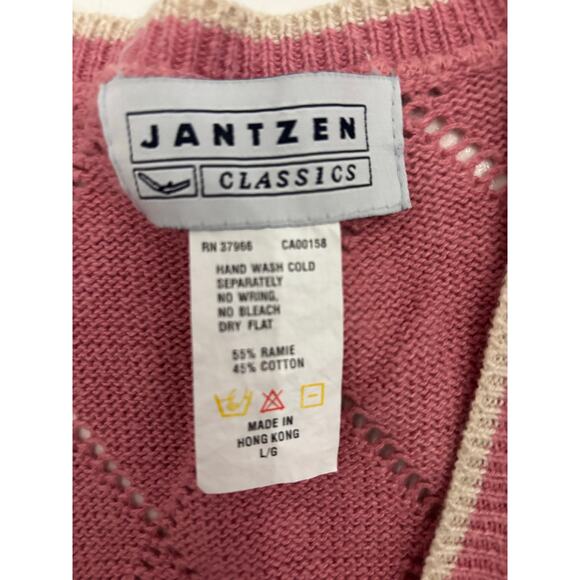 JANTZEN
CLASSICS
RN 37966 CA00158
HAND WASH COLD
SEPARATELY
NO WRING,
NO BLEACH
DRY FLAT
55% RAMIE
45% COTTON
MADE IN
HONG KONG
L/G